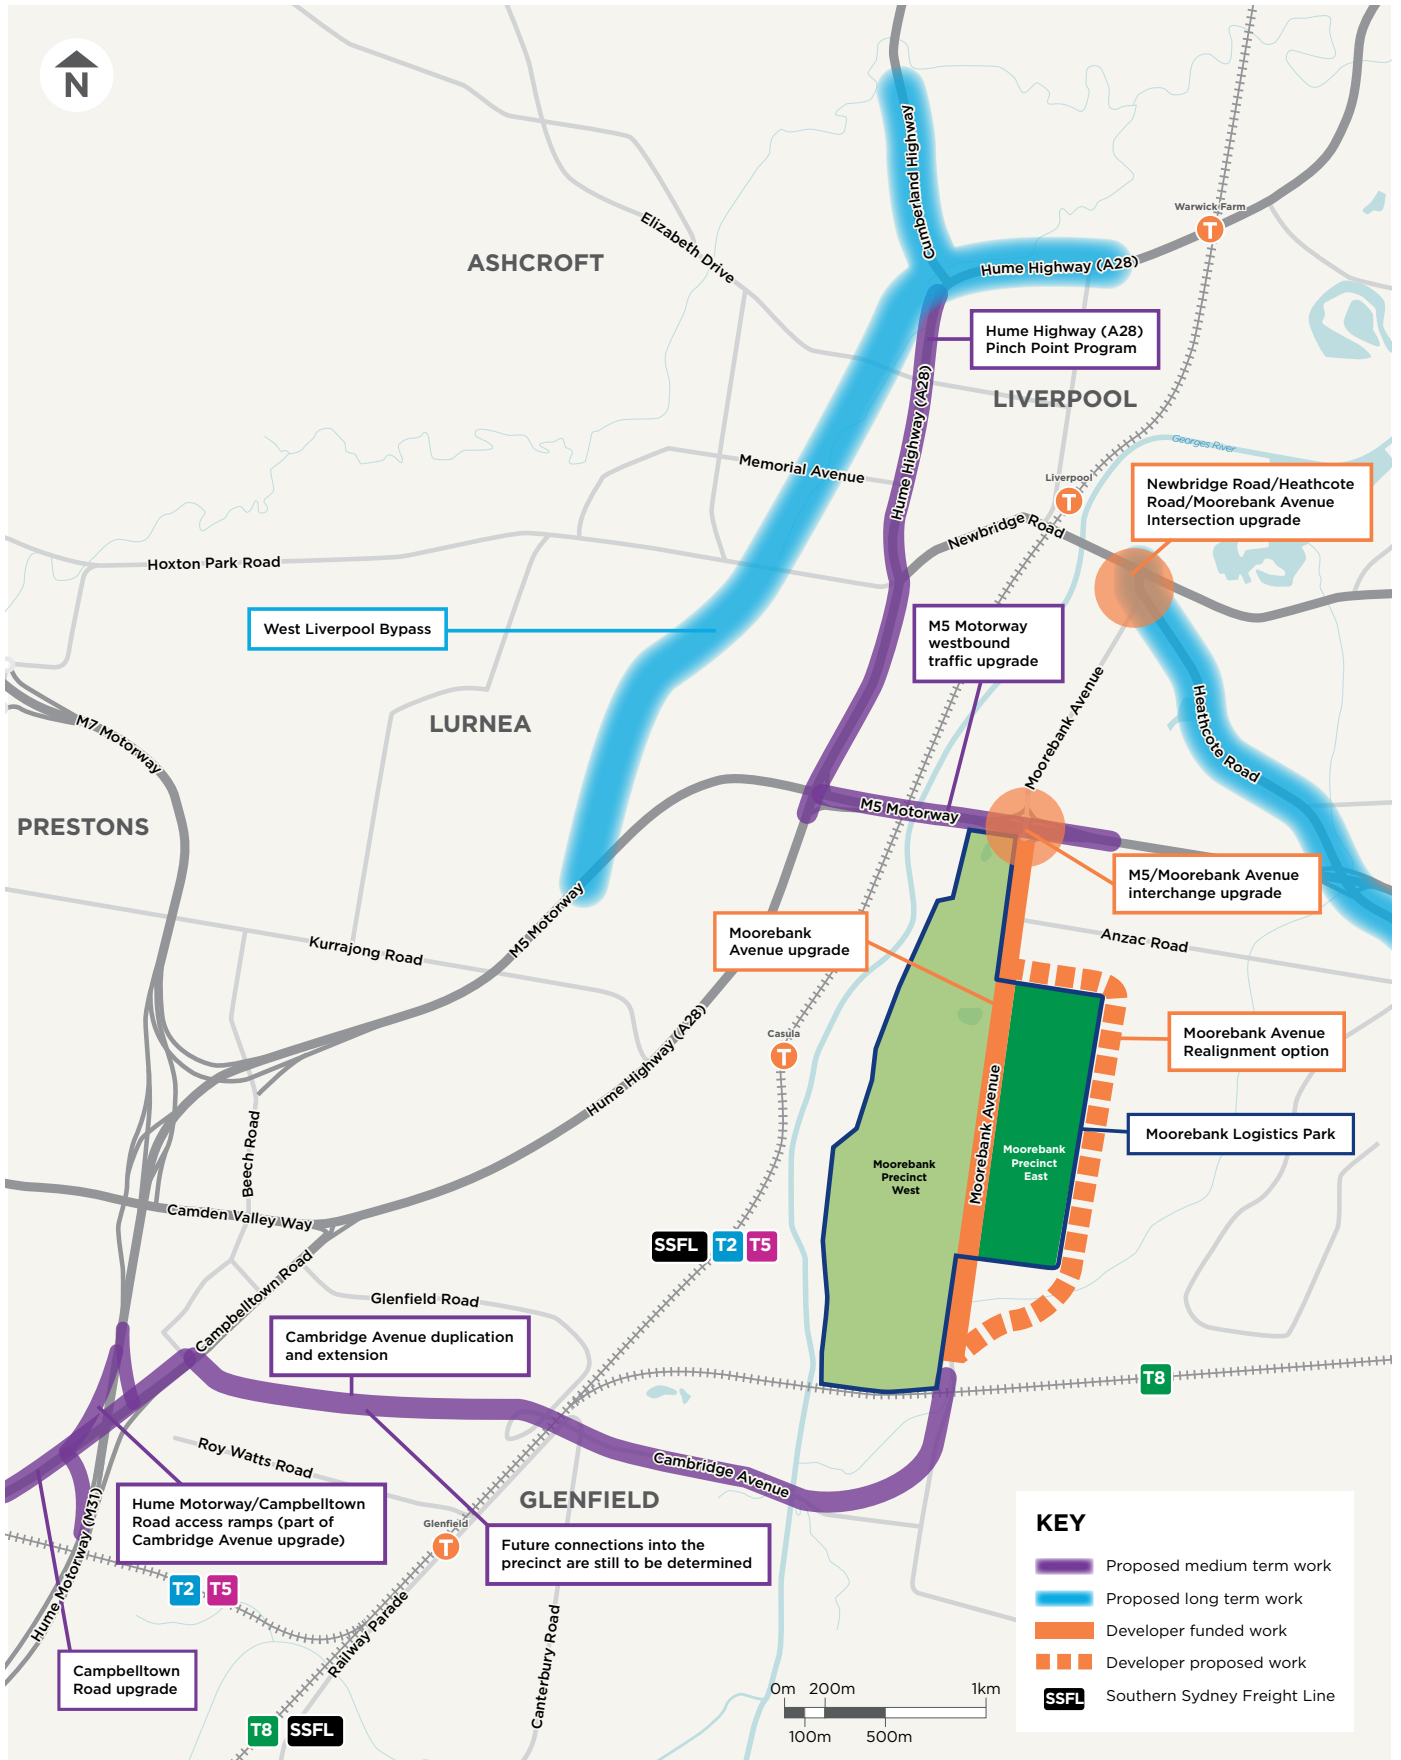 N
Cumberland Highway
Warwick Farm
T
Elizabeth Drive
ASHCROFT
Hume Highway (A28)
Hume Highway (A28)
Pinch Point Program
LIVERPOOL
Hume Highway (A28)
Georges River
Memorial Avenue
Liverpool
T
Newbridge Road/Heathcote
Road/Moorebank Avenue
Intersection upgrade
Newbridge Road
Hoxton Park Road
West Liverpool Bypass
M5 Motorway
westbound
traffic upgrade
LURNEA
M7 Motorway
Moorebank Avenue
Heathcote Road
PRESTONS
M5 Motorway
M5/Moorebank Avenue
interchange upgrade
Moorebank
Avenue upgrade
Anzac Road
M5 Motorway
Kurrajong Road
Hume Highway (A28)
Casula
T
Moorebank Avenue
Realignment option
Moorebank Avenue
Moorebank Logistics Park
Beech Road
Moorebank
Precinct
West
Moorebank
Precinct
East
Camden Valley Way
SSFL T2 T5
Campbelltown Road
Glenfield Road
Cambridge Avenue duplication
and extension
T8
Roy Watts Road
Cambridge Avenue
GLENFIELD
Hume Motorway/Campbelltown
Road access ramps (part of
Cambridge Avenue upgrade)
Glenfield
T
Future connections into the
precinct are still to be determined
Hume Motorway (M31)
T2 T5
Railway Parade
Canterbury Road
Campbelltown
Road upgrade
T8 SSFL
KEY
Proposed medium term work
Proposed long term work
Developer funded work
Developer proposed work
SSFL Southern Sydney Freight Line
0m 200m 1km
100m 500m